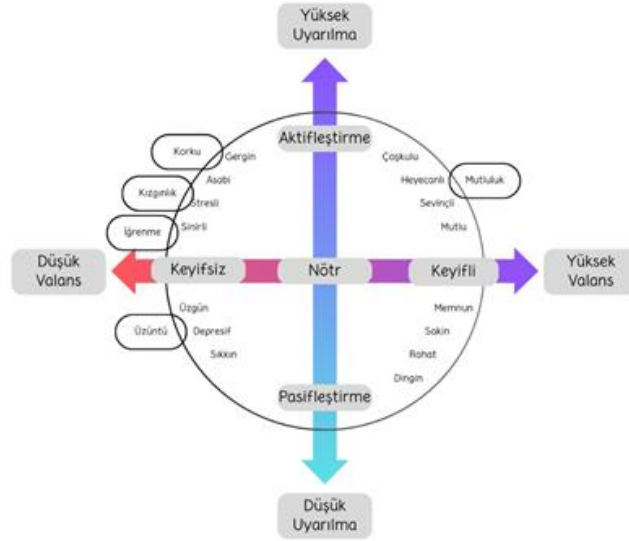 Yüksek
Uyarılma
Aktifleştirme
Korku
Gergin
Çoşkulu
Kızgınlık
Asabi
Heyecanlı
Mutluluk
Stresli
Sevinçli
İğrenme
Sinirli
Mutlu
Düşük
Valans
Keyifsiz
Nötr
Keyifli
Yüksek
Valans
Üzgün
Memnun
Üzüntü
Depresif
Sakin
Sıkkın
Rahat
Dingin
Pasifleştirme
Düşük
Uyarılma